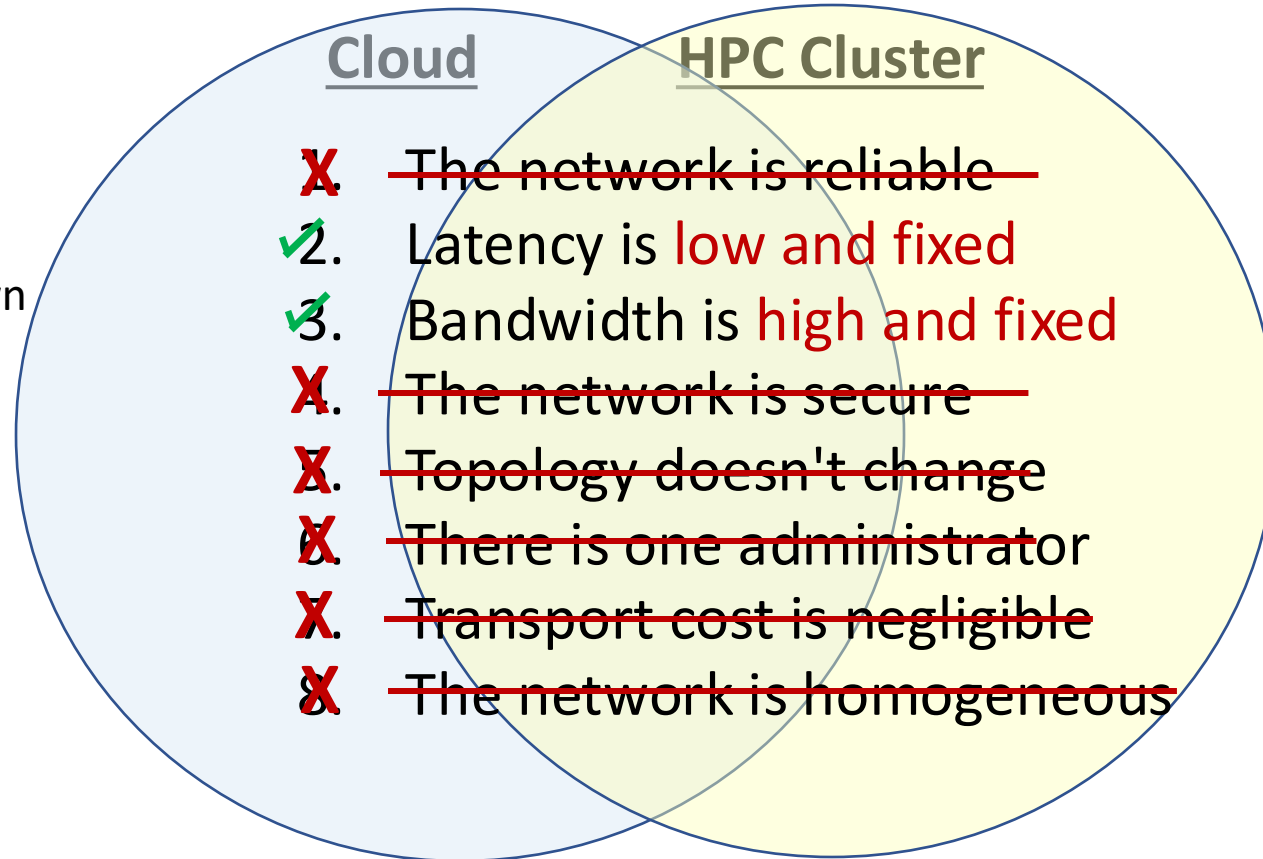 Cloud HPC Cluster
1. The network is reliable
2. Latency is low and fixed
rn
3. Bandwidth is high and fixed
4. The network is secure
5. Topology doesn't change
6. There is one administrator
7. Transport cost is negligible
8. The network is homogeneous